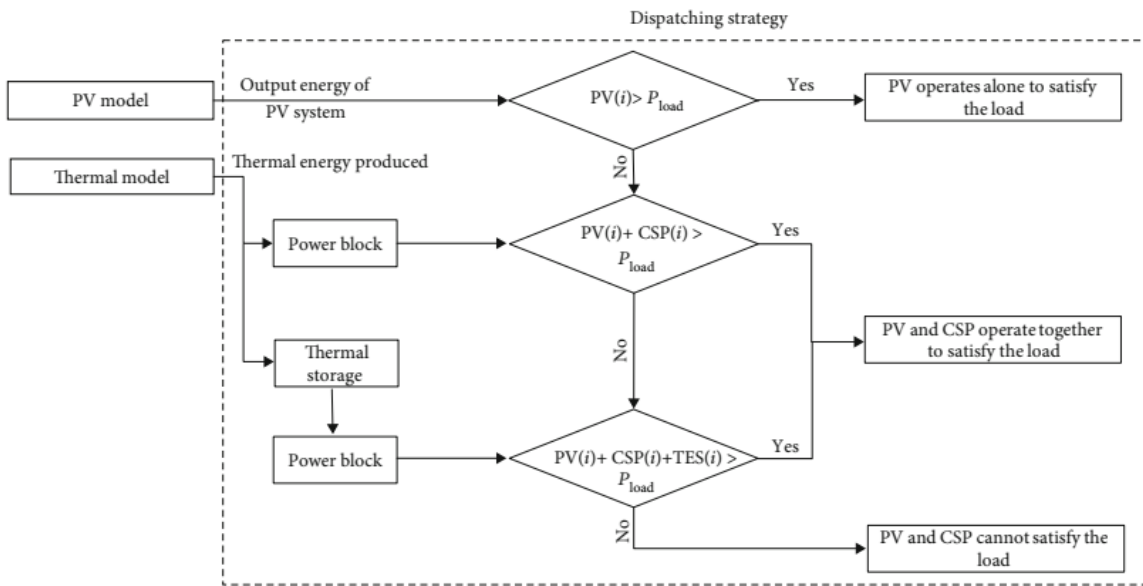 Dispatching strategy
PV model
Output energy of
PV system
PV(i)> P_load
Yes
PV operates alone to satisfy
the load
No
Thermal model
Thermal energy produced
Power block
PV(i)+ CSP(i) >
P_load
Yes
PV and CSP operate together
to satisfy the load
No
Thermal
storage
Power block
PV(i)+ CSP(i)+TES(i) >
P_load
Yes
No
PV and CSP cannot satisfy the
load